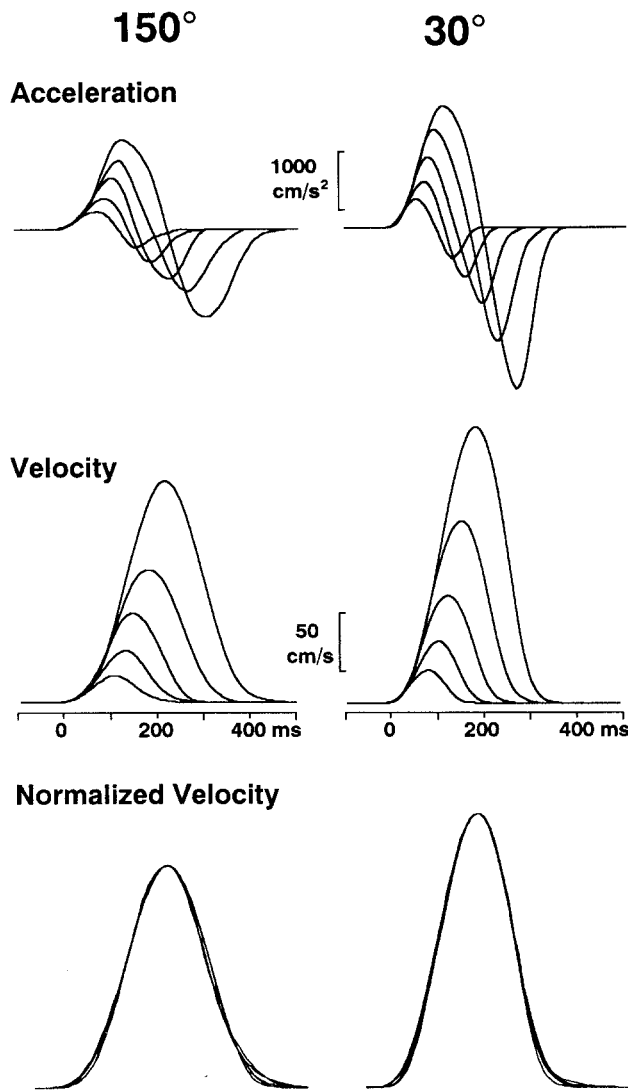 150° 30°
Acceleration
1000
cm/s²
Velocity
50
cm/s
0 200 400 ms 0 200 400 ms
Normalized Velocity